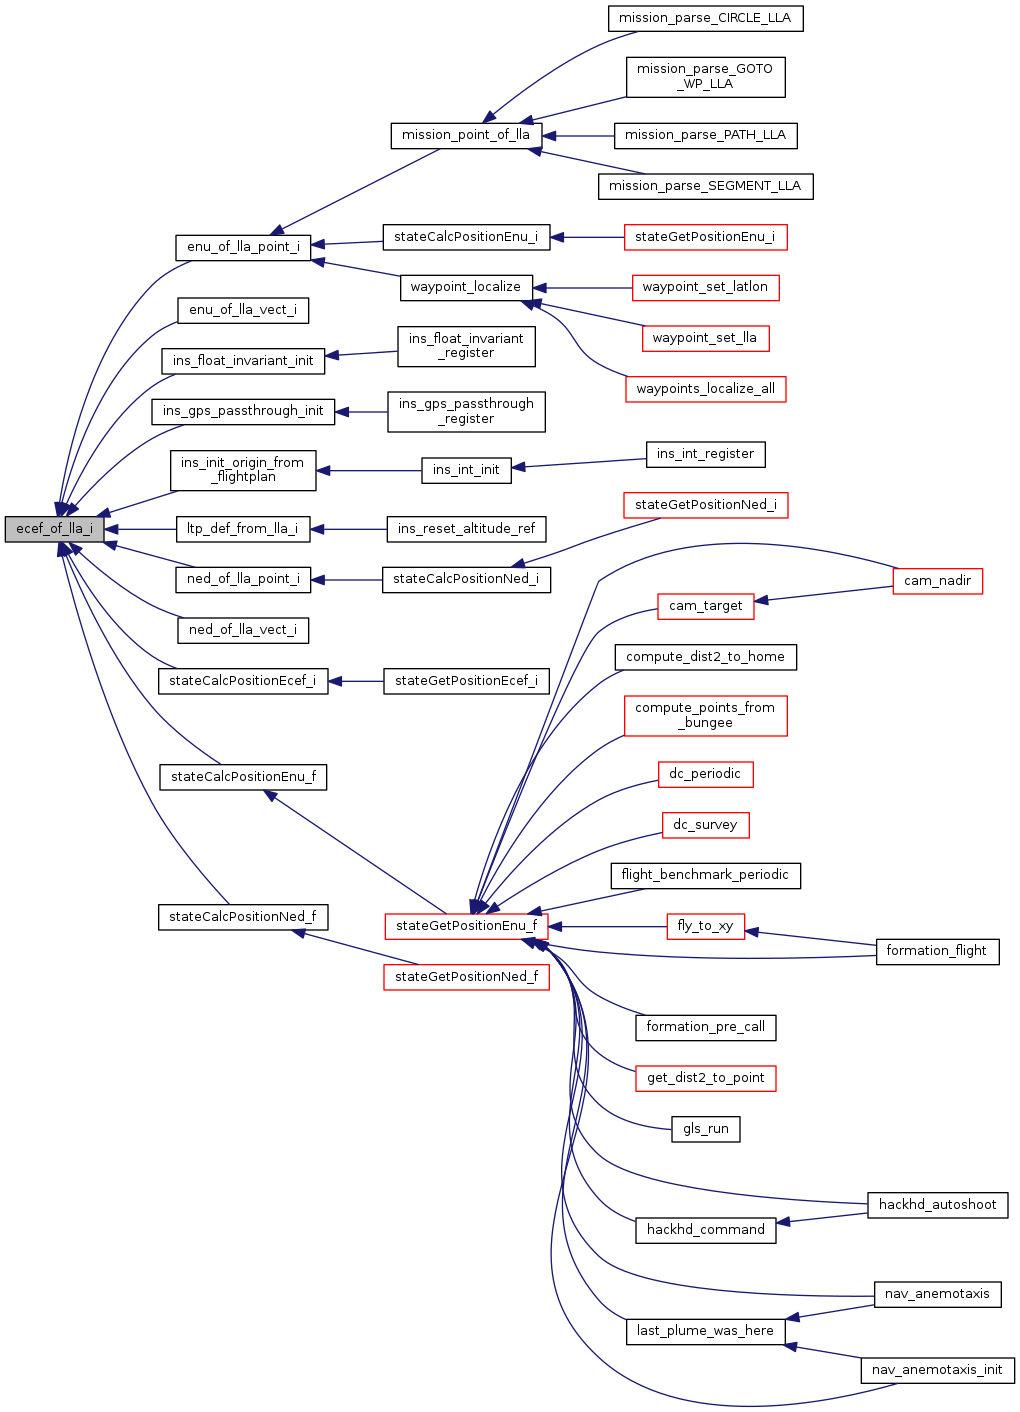 mission_parse_CIRCLE_LLA
mission_parse_GOTO
_WP_LLA
mission_point_of_lla
mission_parse_PATH_LLA
mission_parse_SEGMENT_LLA
enu_of_lla_point_i
stateCalcPositionEnu_i
stateGetPositionEnu_i
waypoint_localize
waypoint_set_latlon
enu_of_lla_vect_i
waypoint_set_lla
ins_float_invariant_init
ins_float_invariant
_register
waypoints_localize_all
ins_gps_passthrough_init
ins_gps_passthrough
_register
ins_init_origin_from
_flightplan
ins_int_init
ins_int_register
stateGetPositionNed_i
ecef_of_lla_i
ltp_def_from_lla_i
ins_reset_altitude_ref
ned_of_lla_point_i
stateCalcPositionNed_i
cam_nadir
cam_target
ned_of_lla_vect_i
compute_dist2_to_home
stateCalcPositionEcef_i
stateGetPositionEcef_i
compute_points_from
_bungee
stateCalcPositionEnu_f
dc_periodic
dc_survey
flight_benchmark_periodic
stateCalcPositionNed_f
stateGetPositionEnu_f
fly_to_xy
formation_flight
stateGetPositionNed_f
formation_pre_call
get_dist2_to_point
gls_run
hackhd_autoshoot
hackhd_command
nav_anemotaxis
last_plume_was_here
nav_anemotaxis_init